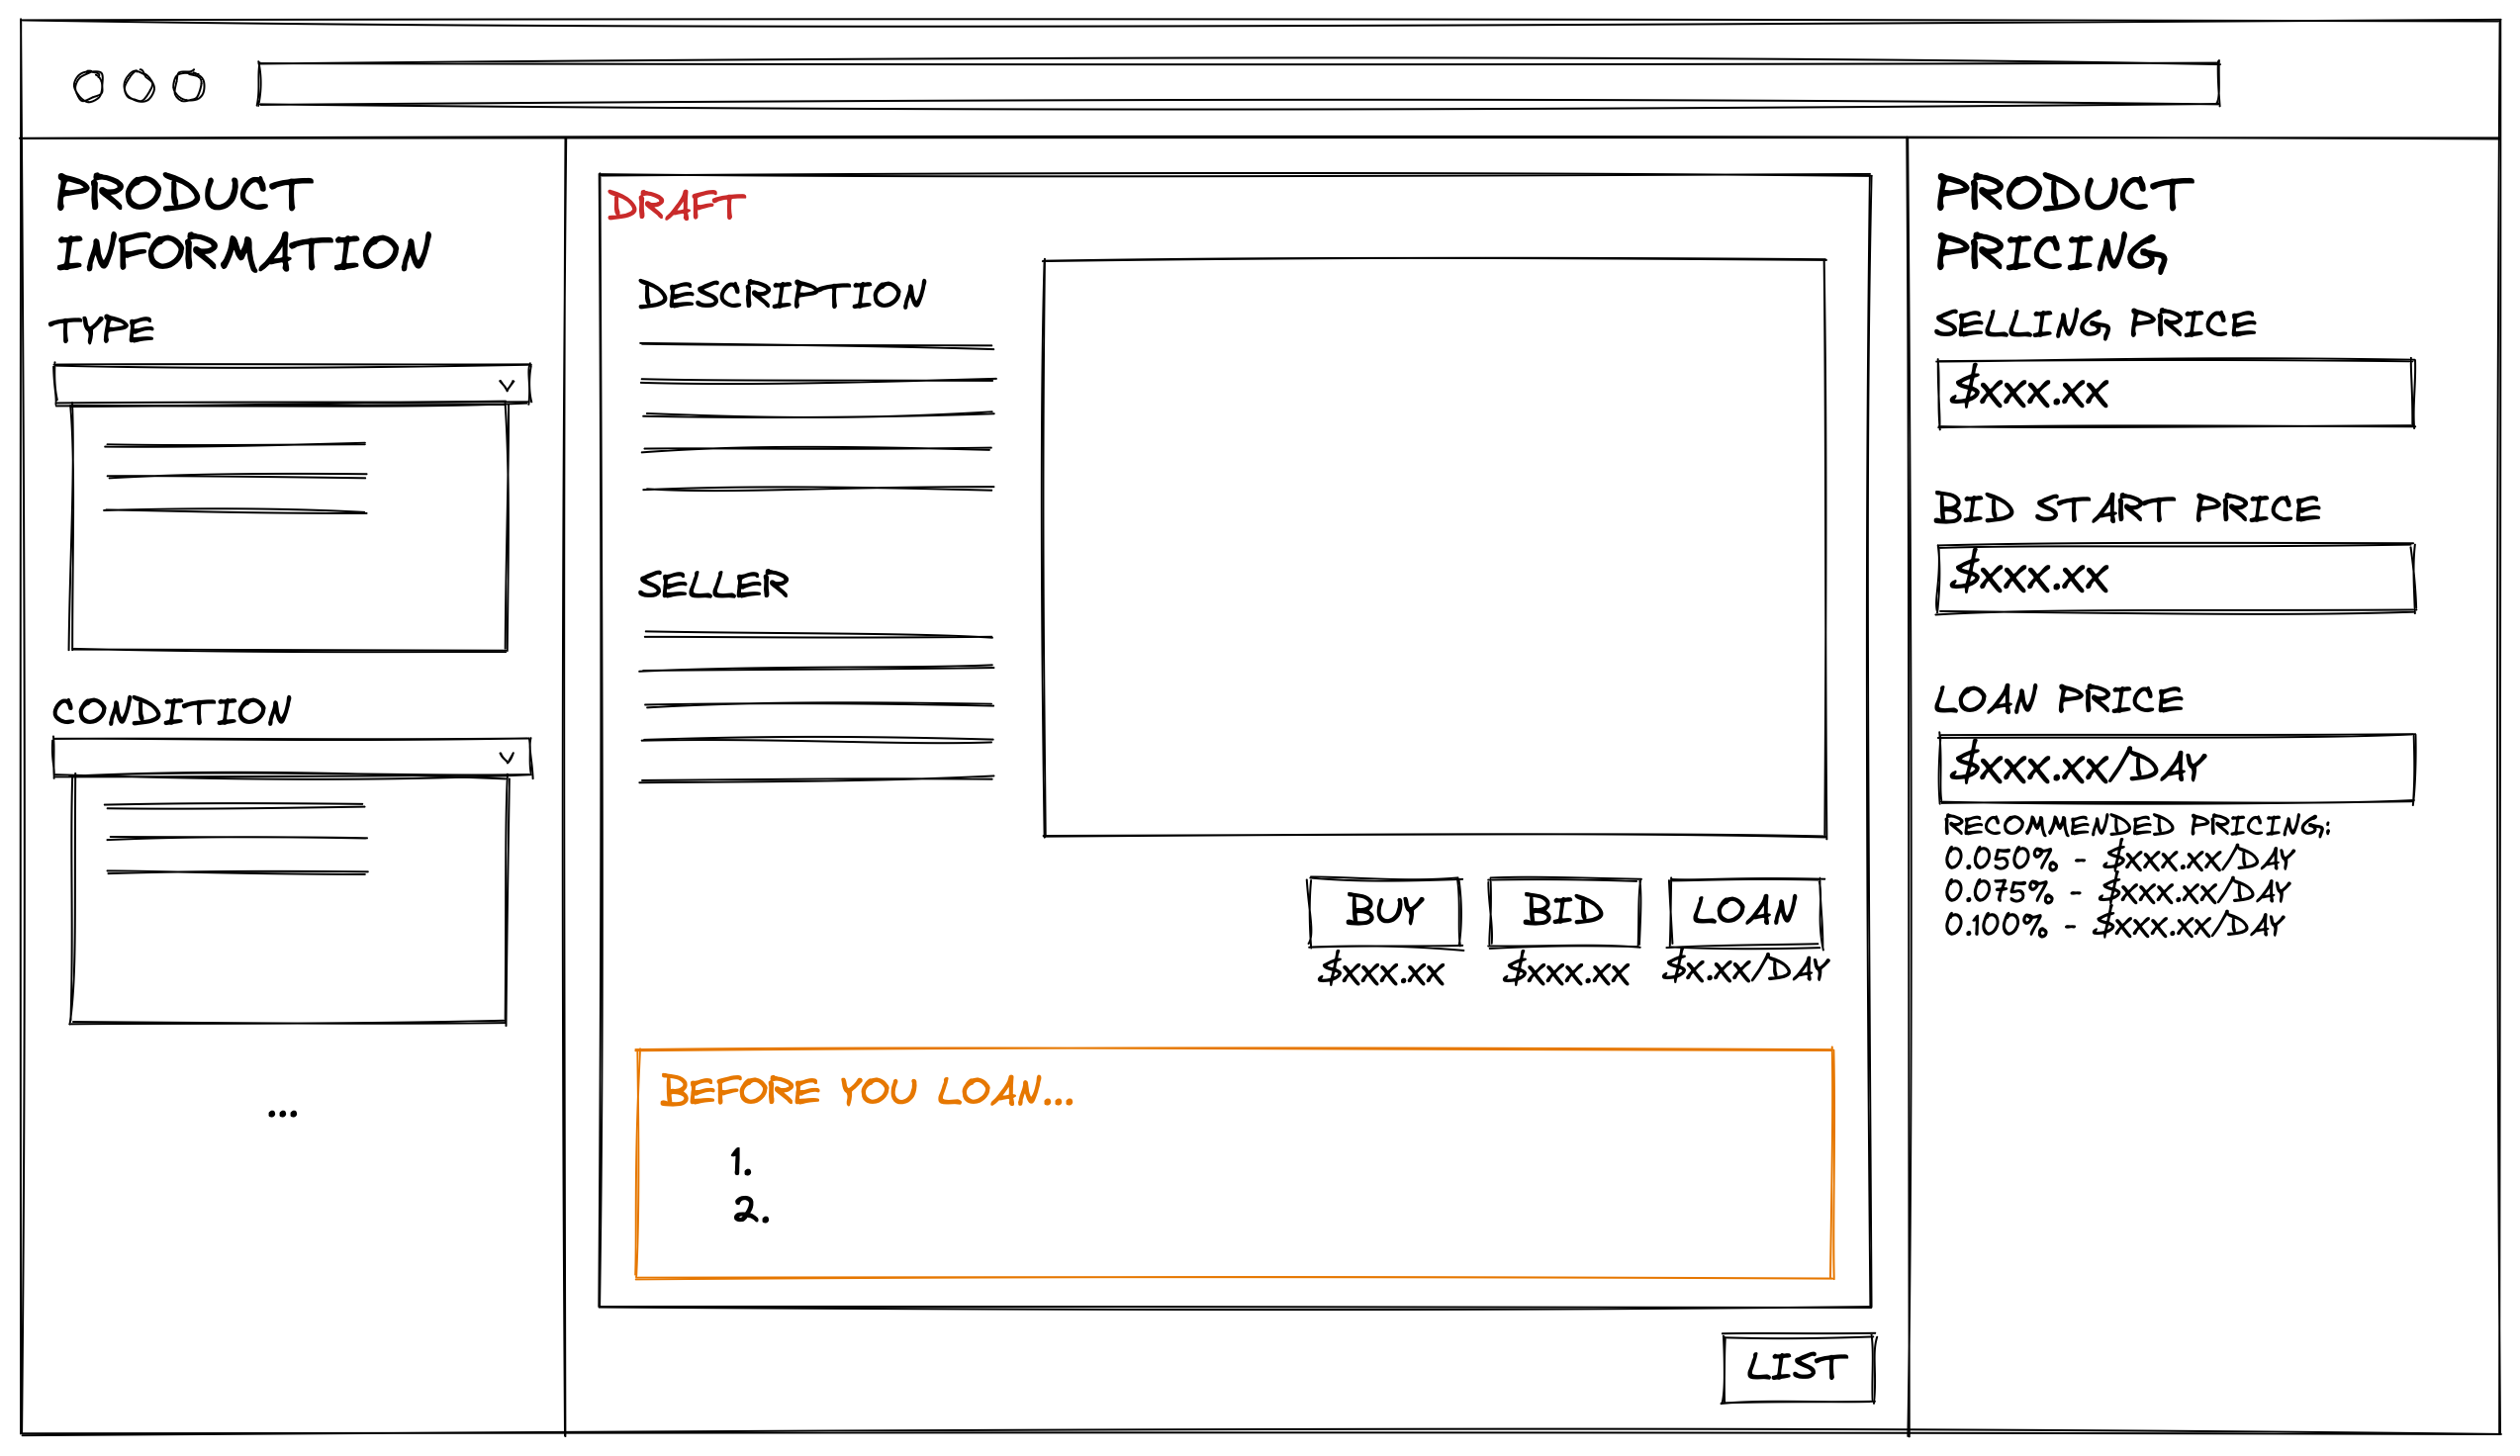 PRODUCT
INFORMATION
TYPE
CONDITION
...
DRAFT
DESCRIPTION
SELLER
BUY
$xxx.xx
BID
$xxx.xx
LOAN
$x.xx/DAY
BEFORE YOU LOAN...
1.
2.
LIST
PRODUCT
PRICING
SELLING PRICE
$xxx.xx
BID START PRICE
$xxx.xx
LOAN PRICE
$xxx.xx/DAY
RECOMMENDED PRICING:
0.050% - $xxx.xx/DAY
0.075% - $xxx.xx/DAY
0.100% - $xxx.xx/DAY